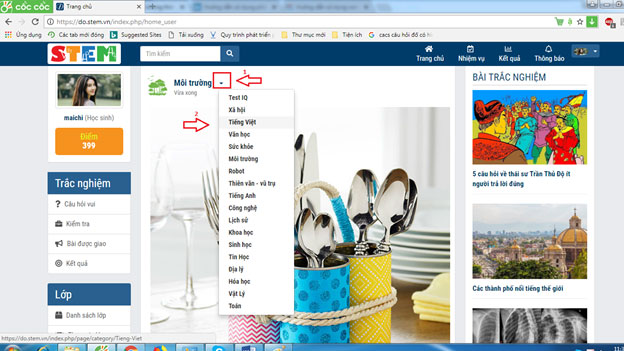 cốc cốc
Trang chủ
do.stem.vn/index.php/home_user
Ứng dụng
Các tab mới đóng
Suggested Sites
Tải xuống
Quy trình phát triển
Thư mục mới
Tiện ích
cacs câu hỏi để có h
STEM
Tìm kiếm
Trang chủ
Nhiệm vụ
Kết quả
Thông báo
maichi (Học sinh)
Điểm
399
Trắc nghiệm
Câu hỏi vui
Kiểm tra
Bài được giao
Kết quả
Lớp
Danh sách lớp
Môi trường
1
Vừa xong
2
Test IQ
Xã hội
Tiếng Việt
Văn học
Sức khỏe
Môi trường
Robot
Thiên văn - vũ trụ
Tiếng Anh
Công nghệ
Lịch sử
Khoa học
Sinh học
Tin Học
Địa lý
Hóa học
Vật Lý
Toán
BÀI TRẮC NGHIỆM
5 câu hỏi về thái sư Trần Thủ Độ ít
người trả lời đúng
Các thành phố nổi tiếng thế giới
https://do.stem.vn/index.php/page/category/Tieng-Viet